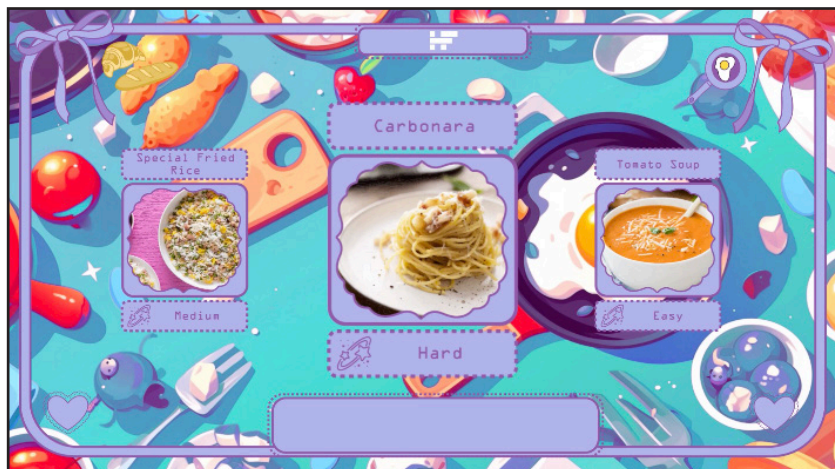 Carbonara
Special Fried
Rice
Tomato Soup
Medium
Easy
Hard